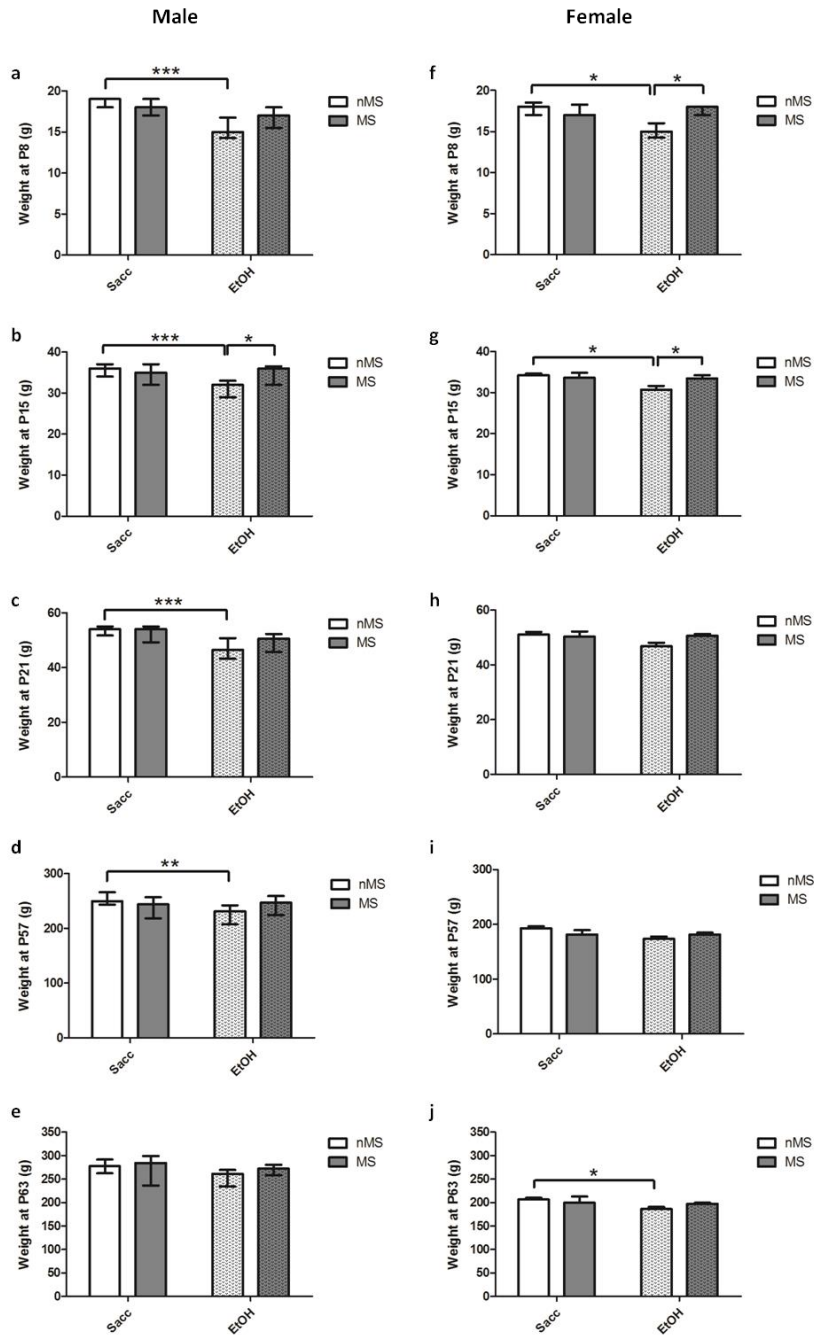 Male
a
***
Weight at P8 (g)
20
15
10
5
0
Sacc
EtOH
nMS
MS
b
***
*
Weight at P15 (g)
40
30
20
10
0
Sacc
EtOH
nMS
MS
c
***
Weight at P21 (g)
60
40
20
0
Sacc
EtOH
nMS
MS
d
**
Weight at P57 (g)
300
200
100
0
Sacc
EtOH
nMS
MS
e
Weight at P63 (g)
350
300
250
200
150
100
50
0
Sacc
EtOH
nMS
MS
Female
f
*
*
Weight at P8 (g)
20
15
10
5
0
Sacc
EtOH
nMS
MS
g
*
*
Weight at P15 (g)
40
30
20
10
0
Sacc
EtOH
nMS
MS
h
Weight at P21 (g)
60
40
20
0
Sacc
EtOH
nMS
MS
i
Weight at P57 (g)
300
200
100
0
Sacc
EtOH
nMS
MS
j
*
Weight at P63 (g)
350
300
250
200
150
100
50
0
Sacc
EtOH
nMS
MS